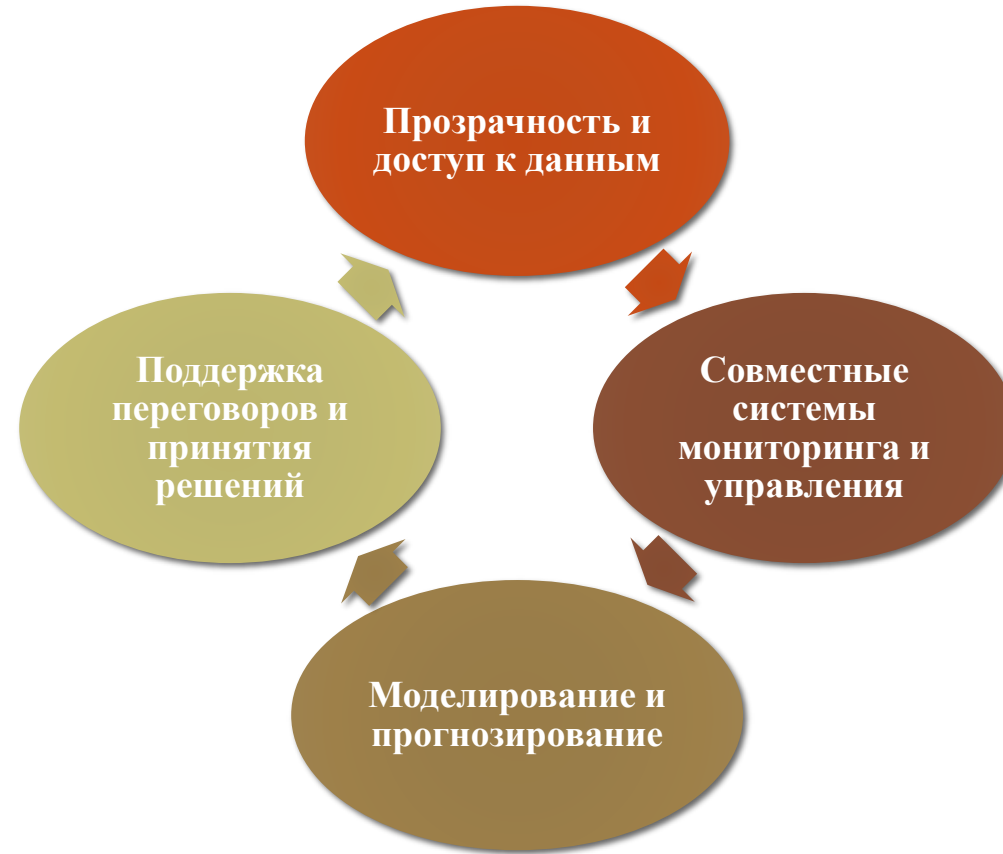 Прозрачность и
доступ к данным
Совместные
системы
мониторинга и
управления
Моделирование и
прогнозирование
Поддержка
переговоров и
принятия
решений